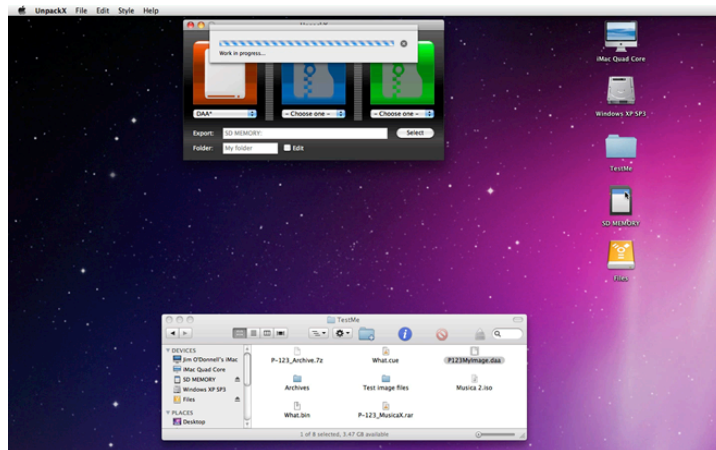 UnpackX File Edit Style Help
UnpackX
Work in progress...
DAA*
- Choose one -
- Choose one -
Export: SD MEMORY: Select
Folder: My folder Edit
iMac Quad Core
Windows XP SP3
TestMe
SD MEMORY
Files
TestMe
DEVICES
Jim O'Donnell's iMac
iMac Quad Core
SD MEMORY
Windows XP SP3
Files
PLACES
Desktop
P-123_Archive.7z
What.cue
P123MyImage.daa
Archives
Test image files
Musica 2.iso
What.bin
P-123_MusicaX.rar
1 of 8 selected, 3.47 GB available